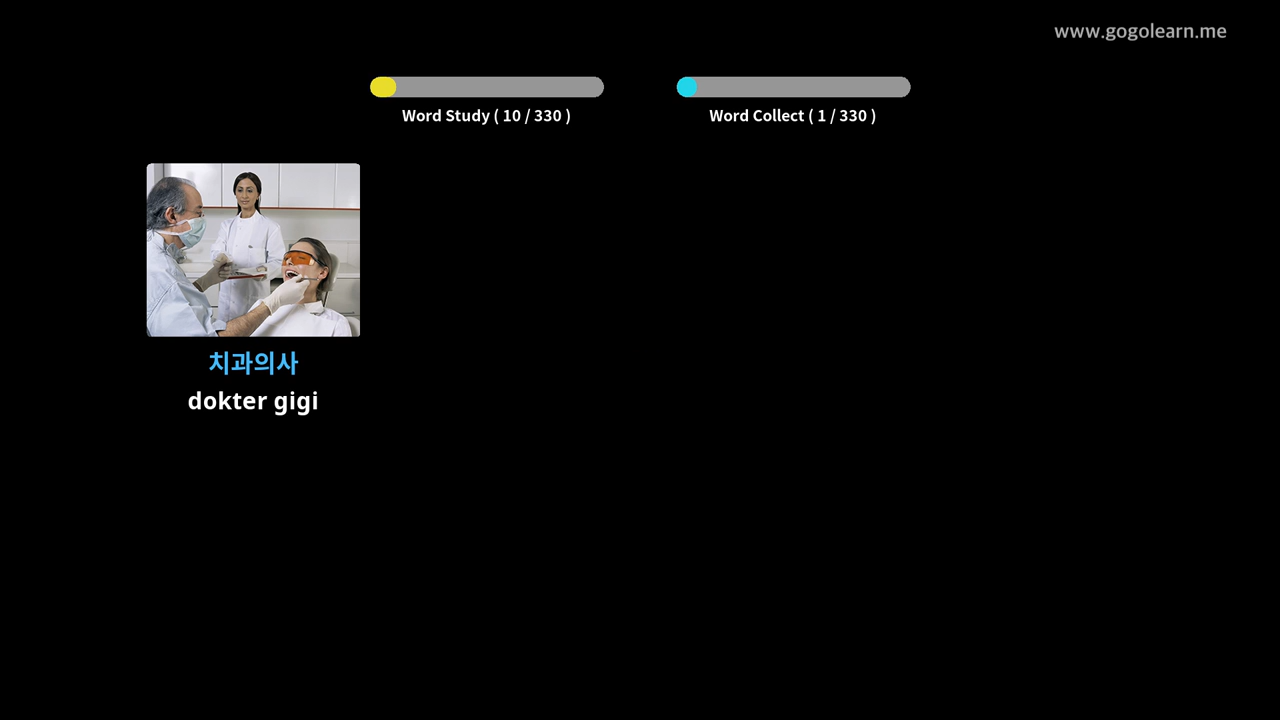 www.gogolearn.me
Word Study ( 10 / 330 )
Word Collect ( 1 / 330 )
치과의사
dokter gigi